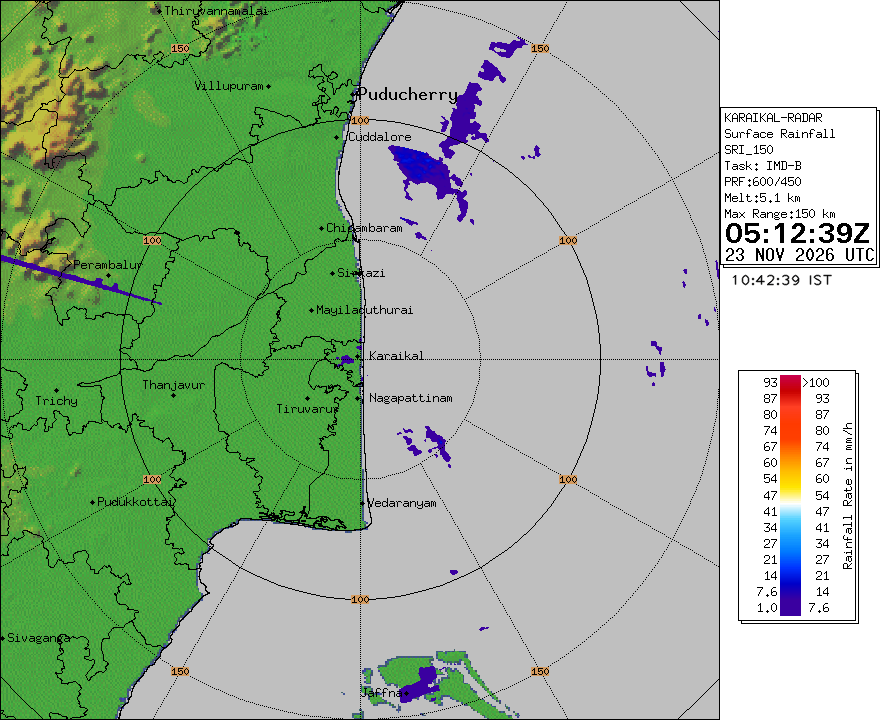 Thiruvannamalai
150
150
Villupuram
Puducherry
100
Cuddalore
Chidambaram
100
100
Perambalur
Sirkazi
Mayiladuthurai
Karaikal
Thanjavur
Trichy
Tiruvarur
Nagapattinam
100
100
Pudukkottai
Vedaranyam
100
Sivaganga
150
150
Jaffna
KARAIKAL-RADAR
Surface Rainfall
SRI_150
Task: IMD-B
PRF:600/450
Melt:5.1 km
Max Range:150 km
05:12:39Z
23 NOV 2026 UTC
10:42:39 IST
93 >100
87 93
80 87
74 80
67 74
60 67
54 60
47 54
41 47
34 41
27 34
21 27
14 21
7.6 14
1.0 7.6
Rainfall Rate in mm/h